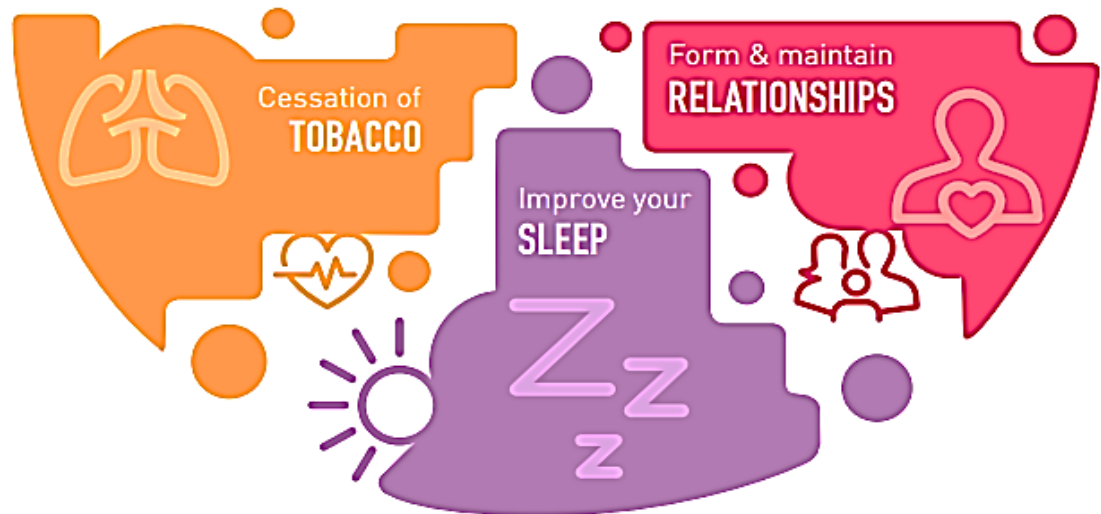 Cessation of
TOBACCO
Improve your
SLEEP
Z
Z
Z
Form & maintain
RELATIONSHIPS